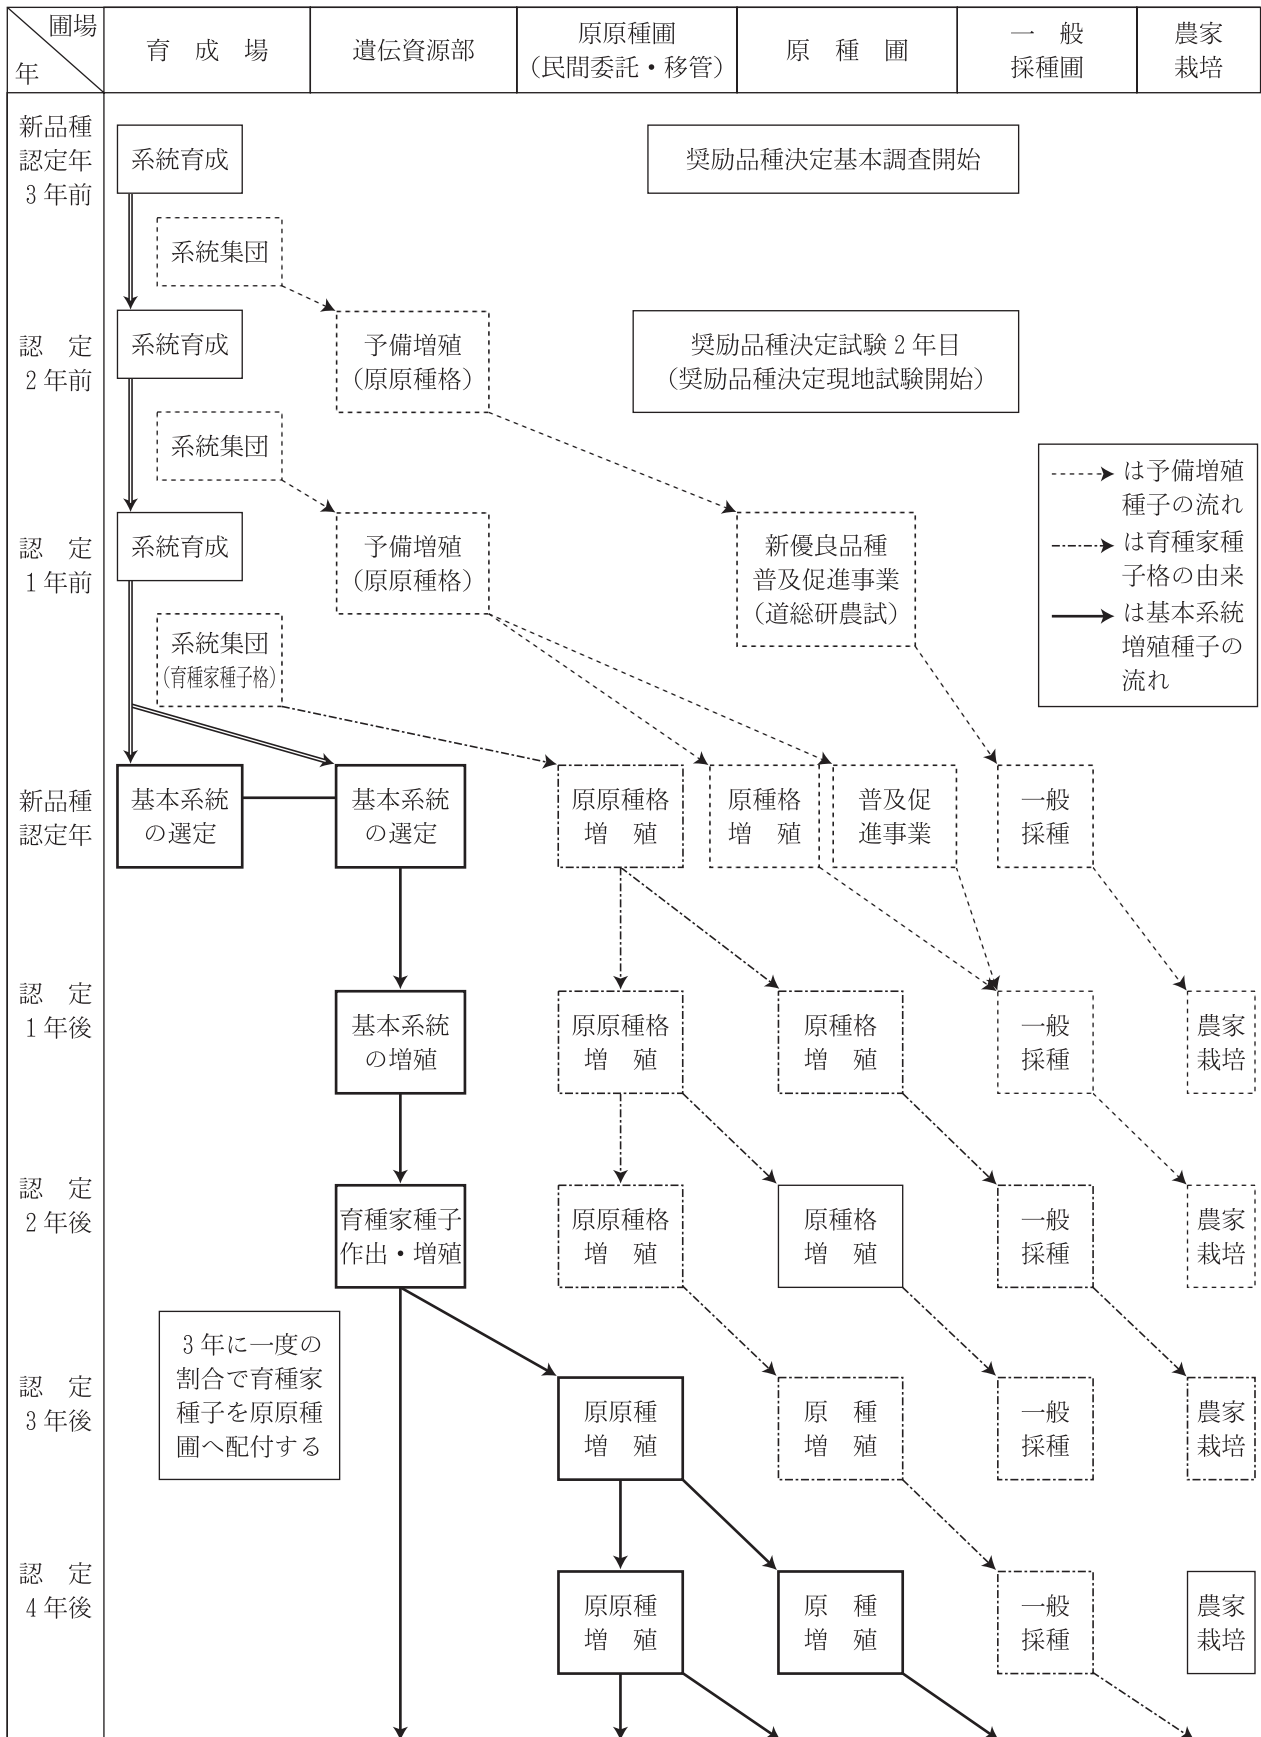 圃場
年
育　成　場
遺伝資源部
原原種圃
（民間委託・移管）
原　種　圃
一　般
採種圃
農家
栽培
新品種
認定年
3 年前
系統育成
奨励品種決定基本調査開始
系統集団
認　定
2 年前
系統育成
予備増殖
（原原種格）
奨励品種決定試験 2 年目
（奨励品種決定現地試験開始）
系統集団
は予備増殖
種子の流れ
は育種家種
子格の由来
は基本系統
増殖種子の
流れ
認　定
1 年前
系統育成
予備増殖
（原原種格）
新優良品種
普及促進事業
（道総研農試）
系統集団
（育種家種子格）
新品種
認定年
基本系統
の選定
基本系統
の選定
原原種格
増　殖
原種格
増　殖
普及促
進事業
一般
採種
認　定
1 年後
基本系統
の増殖
原原種格
増　殖
原種格
増　殖
一般
採種
農家
栽培
認　定
2 年後
育種家種子
作出・増殖
原原種格
増　殖
原種格
増　殖
一般
採種
農家
栽培
3 年に一度の
割合で育種家
種子を原原種
圃へ配付する
認　定
3 年後
原原種
増　殖
原　種
増　殖
一般
採種
農家
栽培
認　定
4 年後
原原種
増　殖
原　種
増　殖
一般
採種
農家
栽培